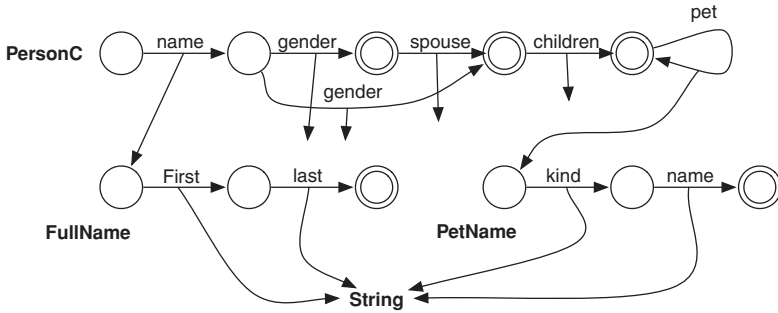 pet
PersonC name gender spouse children
gender
First last kind name
FullName PetName
String